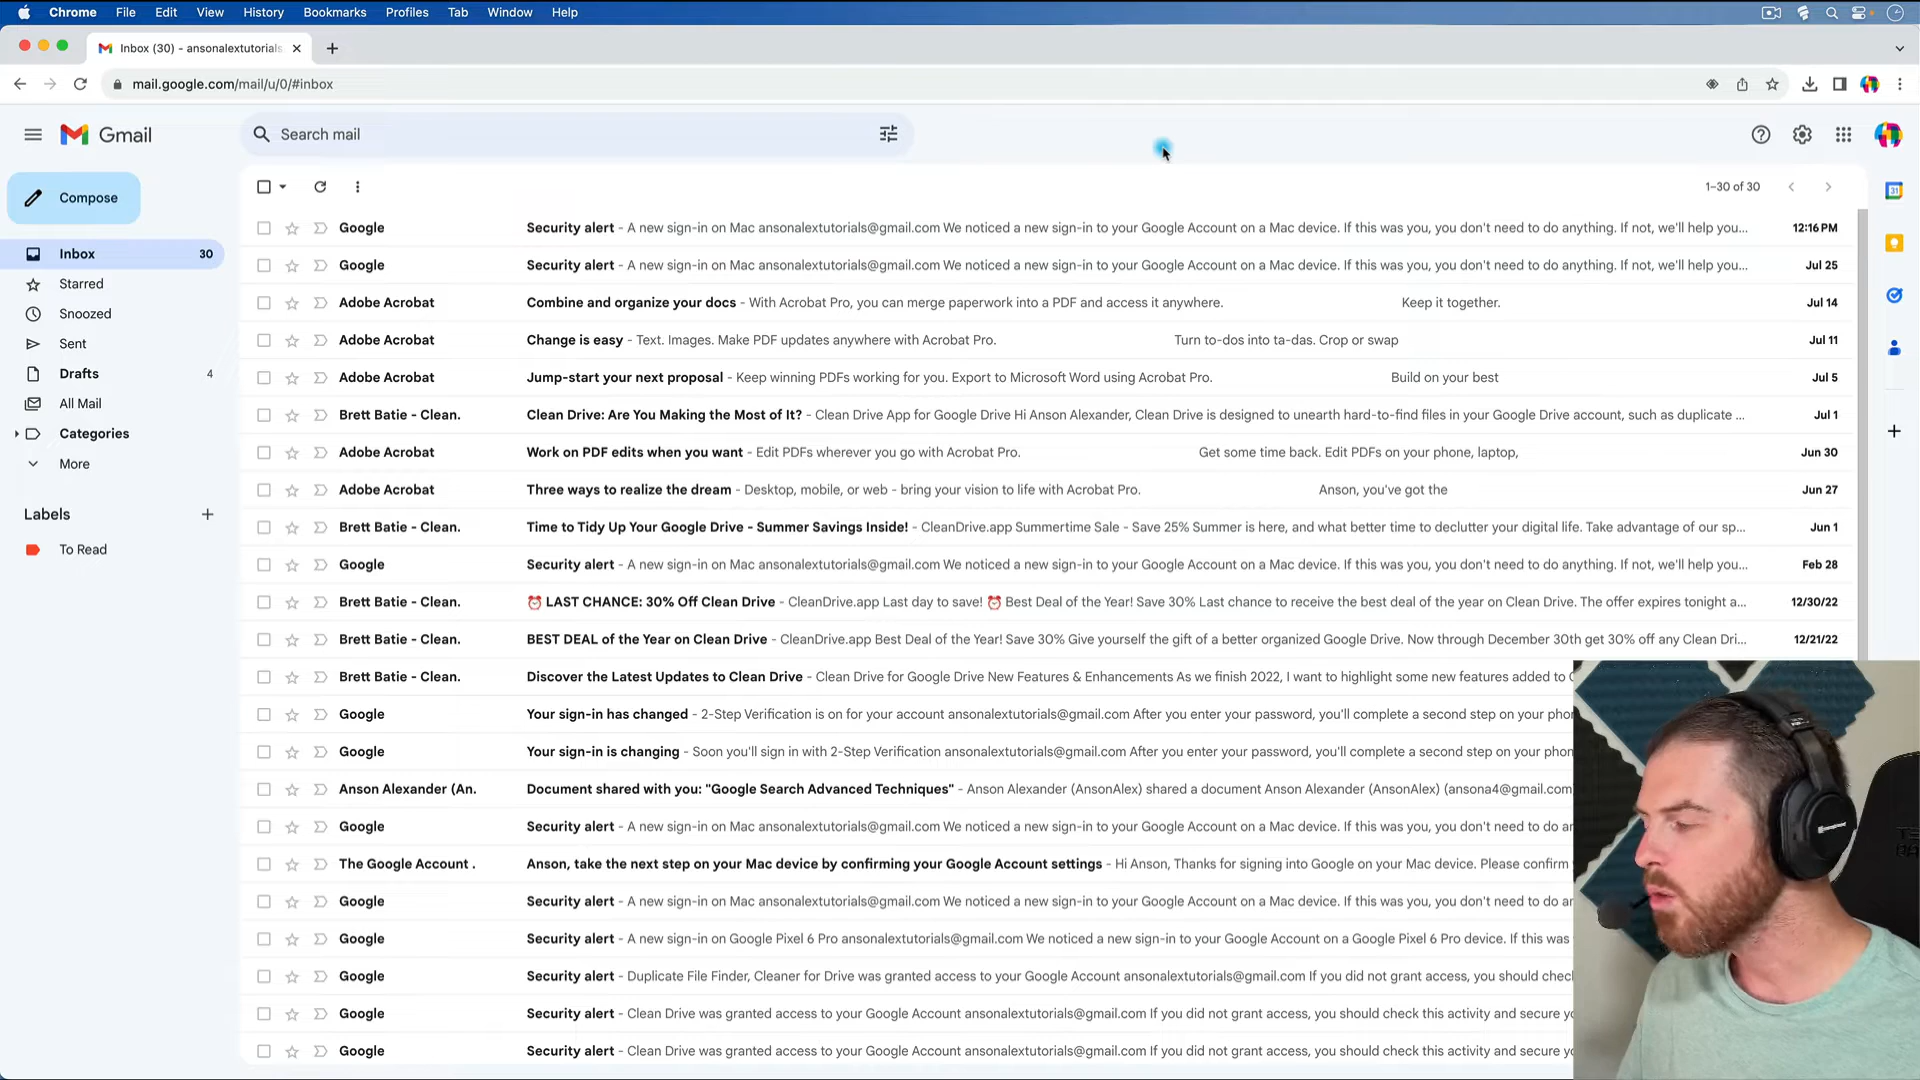 Chrome File Edit View History Bookmarks Profiles Tab Window Help
Inbox (30) - ansonalextutorials
mail.google.com/mail/u/0/#inbox
Gmail
Search mail
Compose
1–30 of 30
Inbox 30
Starred
Snoozed
Sent
Drafts 4
All Mail
Categories
More
Labels
To Read
Google Security alert - A new sign-in on Mac ansonalextutorials@gmail.com We noticed a new sign-in to your Google Account on a Mac device. If this was you, you don't need to do anything. If not, we'll help you... 12:16 PM
Google Security alert - A new sign-in on Mac ansonalextutorials@gmail.com We noticed a new sign-in to your Google Account on a Mac device. If this was you, you don't need to do anything. If not, we'll help you... Jul 25
Adobe Acrobat Combine and organize your docs - With Acrobat Pro, you can merge paperwork into a PDF and access it anywhere. Keep it together. Jul 14
Adobe Acrobat Change is easy - Text. Images. Make PDF updates anywhere with Acrobat Pro. Turn to-dos into ta-das. Crop or swap Jul 11
Adobe Acrobat Jump-start your next proposal - Keep winning PDFs working for you. Export to Microsoft Word using Acrobat Pro. Build on your best Jul 5
Brett Batie - Clean. Clean Drive: Are You Making the Most of It? - Clean Drive App for Google Drive Hi Anson Alexander, Clean Drive is designed to unearth hard-to-find files in your Google Drive account, such as duplicate ... Jul 1
Adobe Acrobat Work on PDF edits when you want - Edit PDFs wherever you go with Acrobat Pro. Get some time back. Edit PDFs on your phone, laptop, Jun 30
Adobe Acrobat Three ways to realize the dream - Desktop, mobile, or web - bring your vision to life with Acrobat Pro. Anson, you've got the Jun 27
Brett Batie - Clean. Time to Tidy Up Your Google Drive - Summer Savings Inside! - CleanDrive.app Summertime Sale - Save 25% Summer is here, and what better time to declutter your digital life. Take advantage of our sp... Jun 1
Google Security alert - A new sign-in on Mac ansonalextutorials@gmail.com We noticed a new sign-in to your Google Account on a Mac device. If this was you, you don't need to do anything. If not, we'll help you... Feb 28
Brett Batie - Clean. ⏰ LAST CHANCE: 30% Off Clean Drive - CleanDrive.app Last day to save! ⏰ Best Deal of the Year! Save 30% Last chance to receive the best deal of the year on Clean Drive. The offer expires tonight a... 12/30/22
Brett Batie - Clean. BEST DEAL of the Year on Clean Drive - CleanDrive.app Best Deal of the Year! Save 30% Give yourself the gift of a better organized Google Drive. Now through December 30th get 30% off any Clean Dri... 12/21/22
Brett Batie - Clean. Discover the Latest Updates to Clean Drive - Clean Drive for Google Drive New Features & Enhancements As we finish 2022, I want to highlight some new features added to
Google Your sign-in has changed - 2-Step Verification is on for your account ansonalextutorials@gmail.com After you enter your password, you'll complete a second step on your phon
Google Your sign-in is changing - Soon you'll sign in with 2-Step Verification ansonalextutorials@gmail.com After you enter your password, you'll complete a second step on your phon
Anson Alexander (An. Document shared with you: "Google Search Advanced Techniques" - Anson Alexander (AnsonAlex) shared a document Anson Alexander (AnsonAlex) (ansona4@gmail.com
Google Security alert - A new sign-in on Mac ansonalextutorials@gmail.com We noticed a new sign-in to your Google Account on a Mac device. If this was you, you don't need to do an
The Google Account . Anson, take the next step on your Mac device by confirming your Google Account settings - Hi Anson, Thanks for signing into Google on your Mac device. Please confirm
Google Security alert - A new sign-in on Mac ansonalextutorials@gmail.com We noticed a new sign-in to your Google Account on a Mac device. If this was you, you don't need to do an
Google Security alert - A new sign-in on Google Pixel 6 Pro ansonalextutorials@gmail.com We noticed a new sign-in to your Google Account on a Google Pixel 6 Pro device. If this was
Google Security alert - Duplicate File Finder, Cleaner for Drive was granted access to your Google Account ansonalextutorials@gmail.com If you did not grant access, you should chec
Google Security alert - Clean Drive was granted access to your Google Account ansonalextutorials@gmail.com If you did not grant access, you should check this activity and secure yo
Google Security alert - Clean Drive was granted access to your Google Account ansonalextutorials@gmail.com If you did not grant access, you should check this activity and secure yo